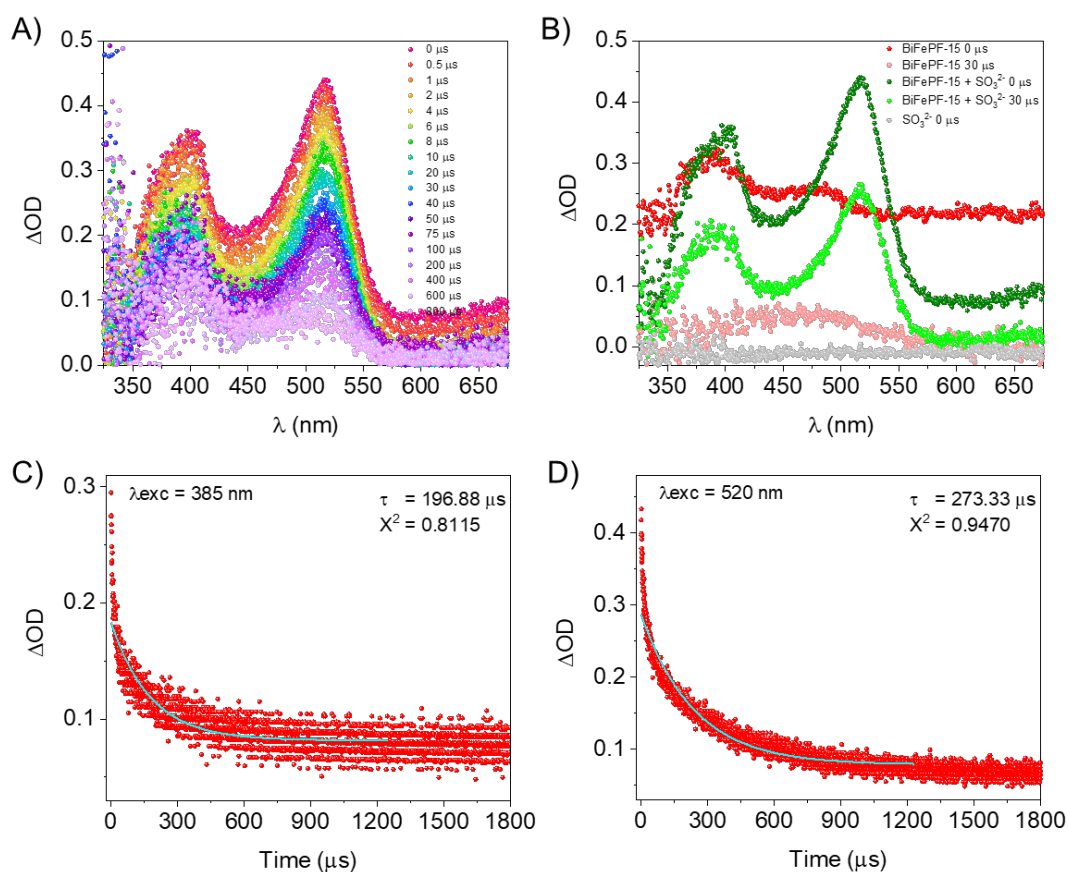 A)
0.5
0.4
0.3
0.2
0.1
0.0
ΔOD
325 400 450 500 550 600 650
λ (nm)
0 μs
0.5 μs
1 μs
2 μs
4 μs
6 μs
8 μs
10 μs
20 μs
30 μs
40 μs
50 μs
75 μs
100 μs
200 μs
400 μs
600 μs
800 μs
B)
0.5
0.4
0.3
0.2
0.1
0.0
ΔOD
350 400 450 500 550 600 650
λ (nm)
BiFePF-15 0 μs
BiFePF-15 30 μs
BiFePF-15 + SO₃²⁻ 0 μs
BiFePF-15 + SO₃²⁻ 30 μs
SO₃²⁻ 0 μs
C)
λexc = 385 nm
τ = 196.88 μs
X² = 0.8115
0.3
0.2
0.1
ΔOD
0 300 600 900 1200 1500 1800
Time (μs)
D)
λexc = 520 nm
τ = 273.33 μs
X² = 0.9470
0.4
0.3
0.2
0.1
ΔOD
0 300 600 900 1200 1500 1800
Time (μs)